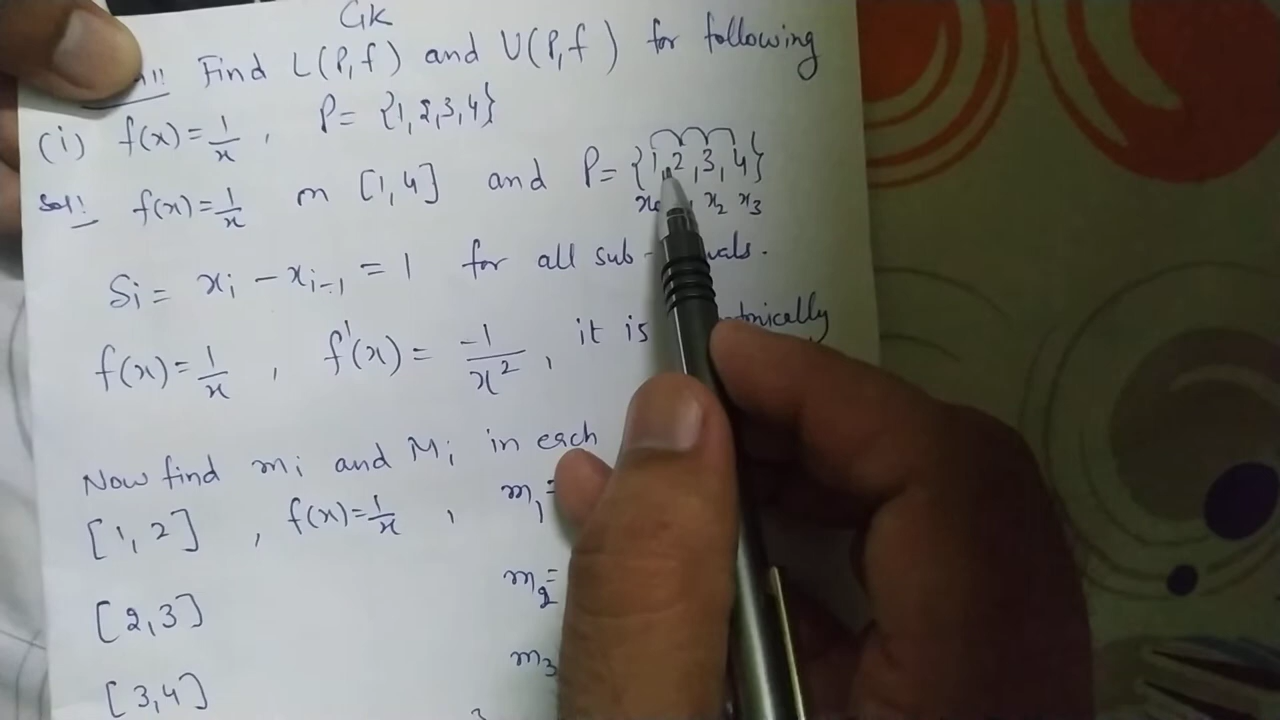 GK
Find L(P,f) and U(P,f) for following
(i) f(x)=1/x , P= {1,2,3,4}
Sol! f(x)=1/x on [1,4] and P= {1,2,3,4}
x₂ x₃
Si= xi - xi-1 = 1 for all sub-
f(x)=1/x , f'(x)= -1/x² , it is
Now find mi and Mi in each
[1,2] , f(x)=1/x , m₁=
[2,3] m₂=
[3,4] m₃